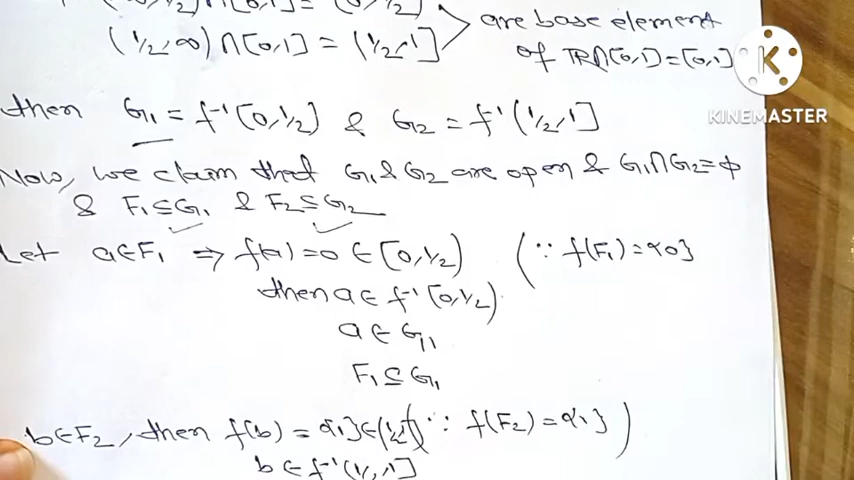 (½,∞)∩[0,1] = (½,1] are base element
of TR∩[0,1]=[0,1]
KINEMASTER
then G₁ = f⁻¹[0,½) & G₂ = f⁻¹(½,1]
Now, we claim that G₁ & G₂ are open & G₁∩G₂=φ
& F₁⊆G₁ & F₂⊆G₂
Let a∈F₁ ⇒ f(a)=0 ∈ [0,½) (∵ f(F₁)={0}
then a∈ f⁻¹[0,½)
a ∈ G₁
F₁⊆G₁
b∈F₂, then f(b) = {1}∈(½,1] (∵ f(F₂)={1})
b∈f⁻¹(½,1]